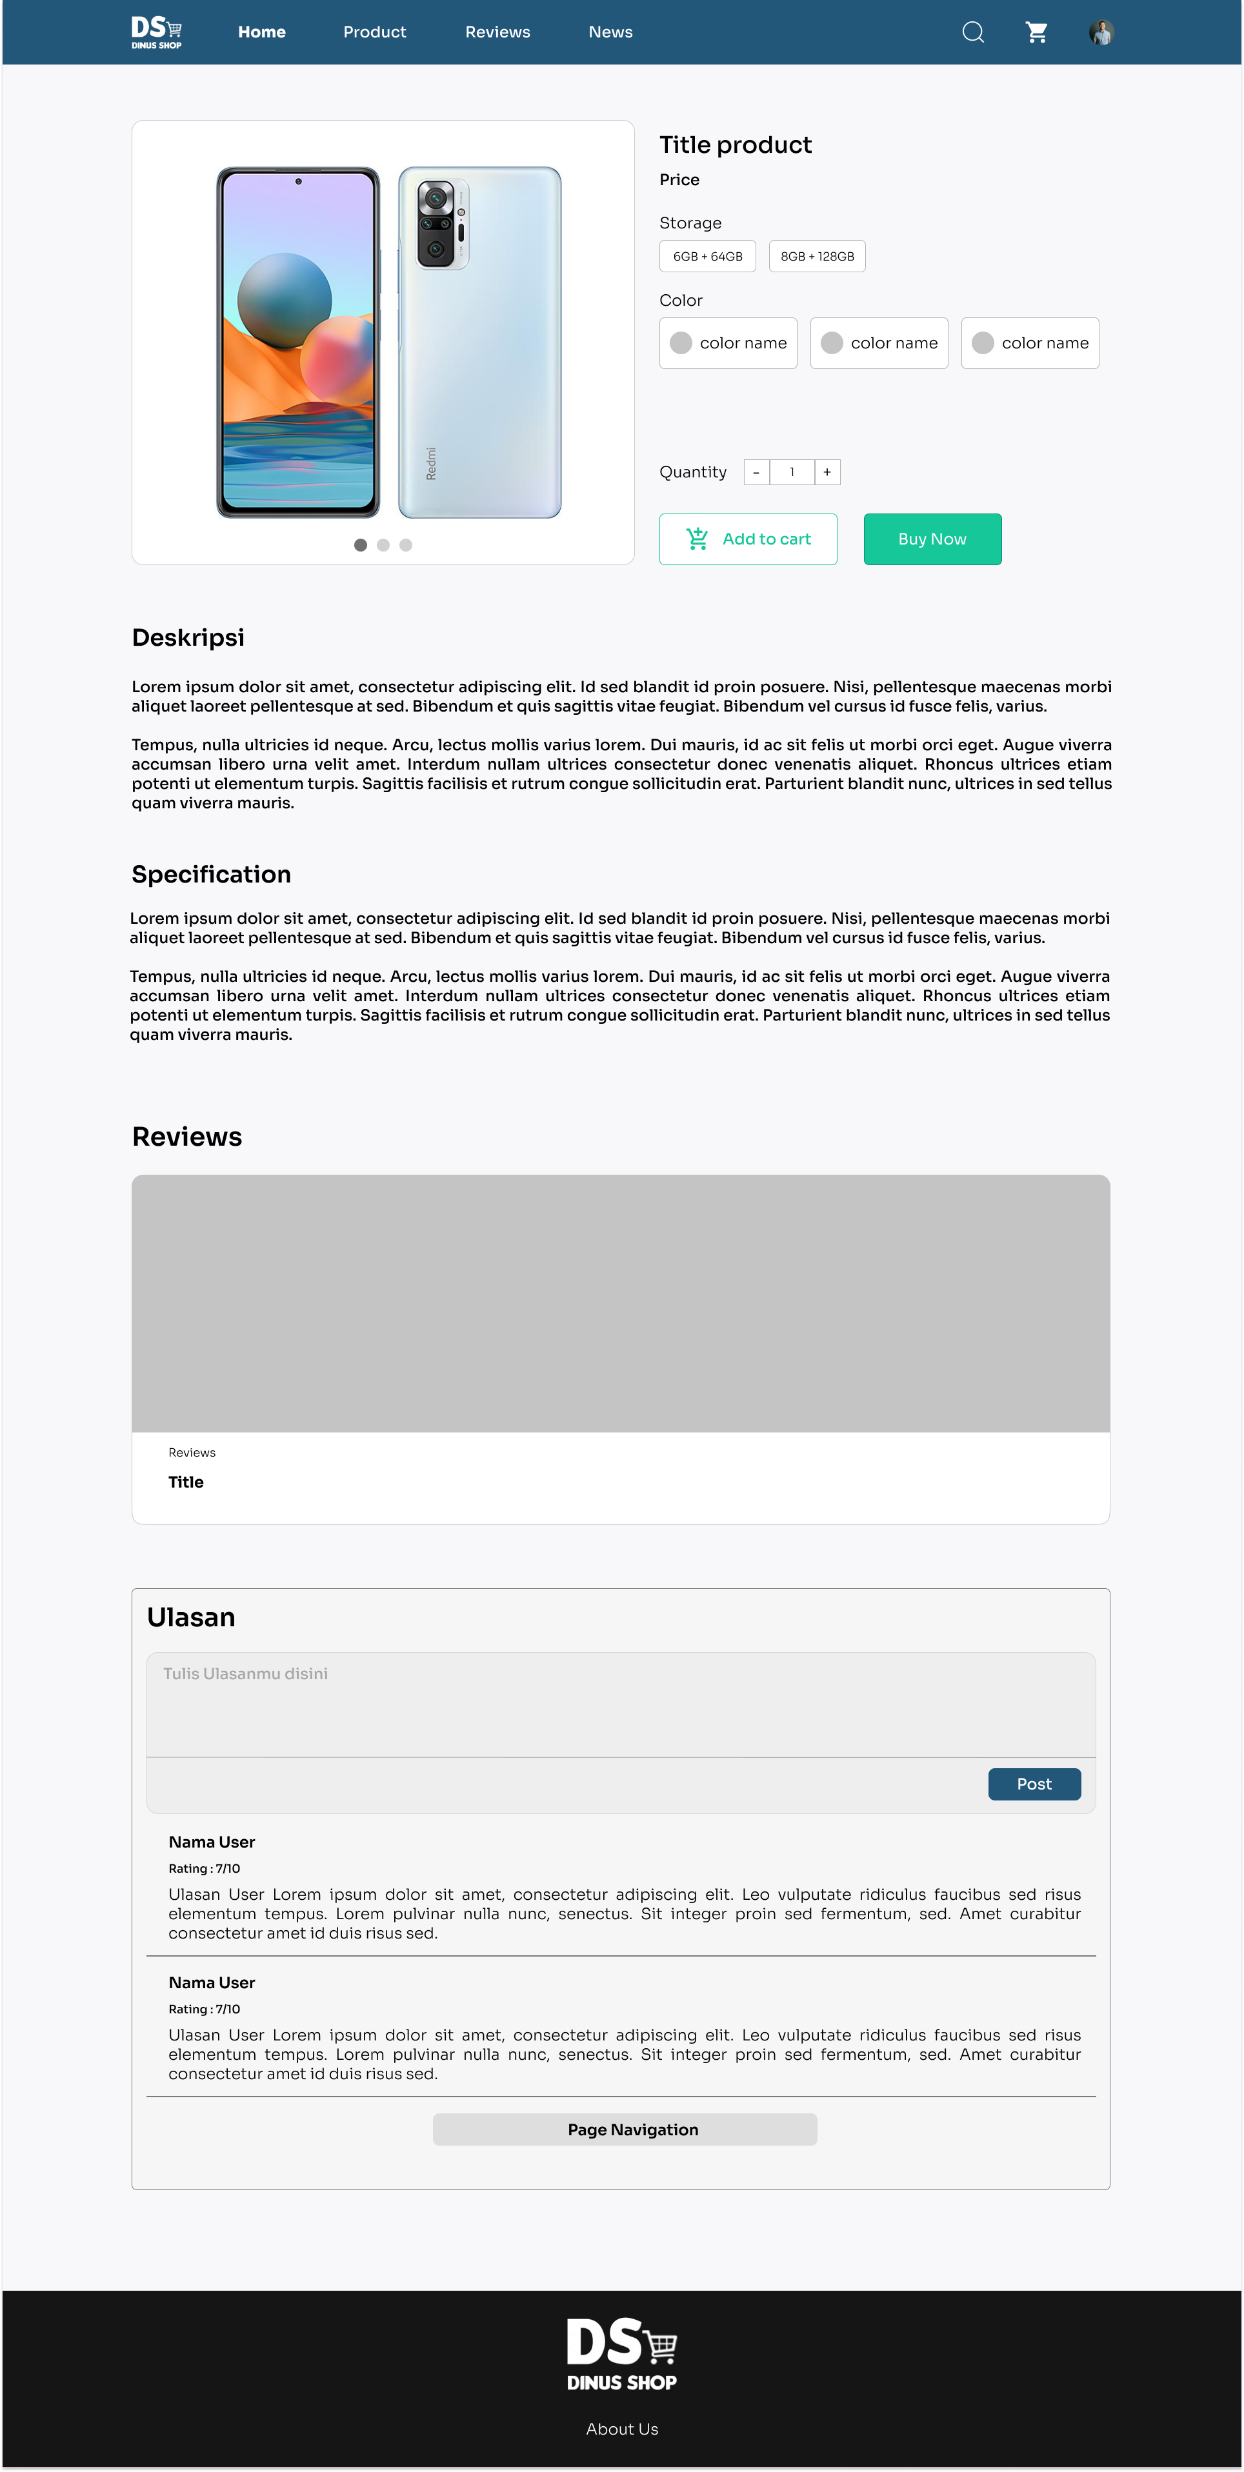 DS
DINUS SHOP
Home Product Reviews News
Title product
Price
Storage
6GB + 64GB 8GB + 128GB
Color
color name color name color name
Redmi
Quantity - 1 +
Add to cart Buy Now
Deskripsi
Lorem ipsum dolor sit amet, consectetur adipiscing elit. Id sed blandit id proin posuere. Nisi, pellentesque maecenas morbi
aliquet laoreet pellentesque at sed. Bibendum et quis sagittis vitae feugiat. Bibendum vel cursus id fusce felis, varius.
Tempus, nulla ultricies id neque. Arcu, lectus mollis varius lorem. Dui mauris, id ac sit felis ut morbi orci eget. Augue viverra
accumsan libero urna velit amet. Interdum nullam ultrices consectetur donec venenatis aliquet. Rhoncus ultrices etiam
potenti ut elementum turpis. Sagittis facilisis et rutrum congue sollicitudin erat. Parturient blandit nunc, ultrices in sed tellus
quam viverra mauris.
Specification
Lorem ipsum dolor sit amet, consectetur adipiscing elit. Id sed blandit id proin posuere. Nisi, pellentesque maecenas morbi
aliquet laoreet pellentesque at sed. Bibendum et quis sagittis vitae feugiat. Bibendum vel cursus id fusce felis, varius.
Tempus, nulla ultricies id neque. Arcu, lectus mollis varius lorem. Dui mauris, id ac sit felis ut morbi orci eget. Augue viverra
accumsan libero urna velit amet. Interdum nullam ultrices consectetur donec venenatis aliquet. Rhoncus ultrices etiam
potenti ut elementum turpis. Sagittis facilisis et rutrum congue sollicitudin erat. Parturient blandit nunc, ultrices in sed tellus
quam viverra mauris.
Reviews
Reviews
Title
Ulasan
Tulis Ulasanmu disini
Post
Nama User
Rating : 7/10
Ulasan User Lorem ipsum dolor sit amet, consectetur adipiscing elit. Leo vulputate ridiculus faucibus sed risus
elementum tempus. Lorem pulvinar nulla nunc, senectus. Sit integer proin sed fermentum, sed. Amet curabitur
consectetur amet id duis risus sed.
Nama User
Rating : 7/10
Ulasan User Lorem ipsum dolor sit amet, consectetur adipiscing elit. Leo vulputate ridiculus faucibus sed risus
elementum tempus. Lorem pulvinar nulla nunc, senectus. Sit integer proin sed fermentum, sed. Amet curabitur
consectetur amet id duis risus sed.
Page Navigation
DS
DINUS SHOP
About Us